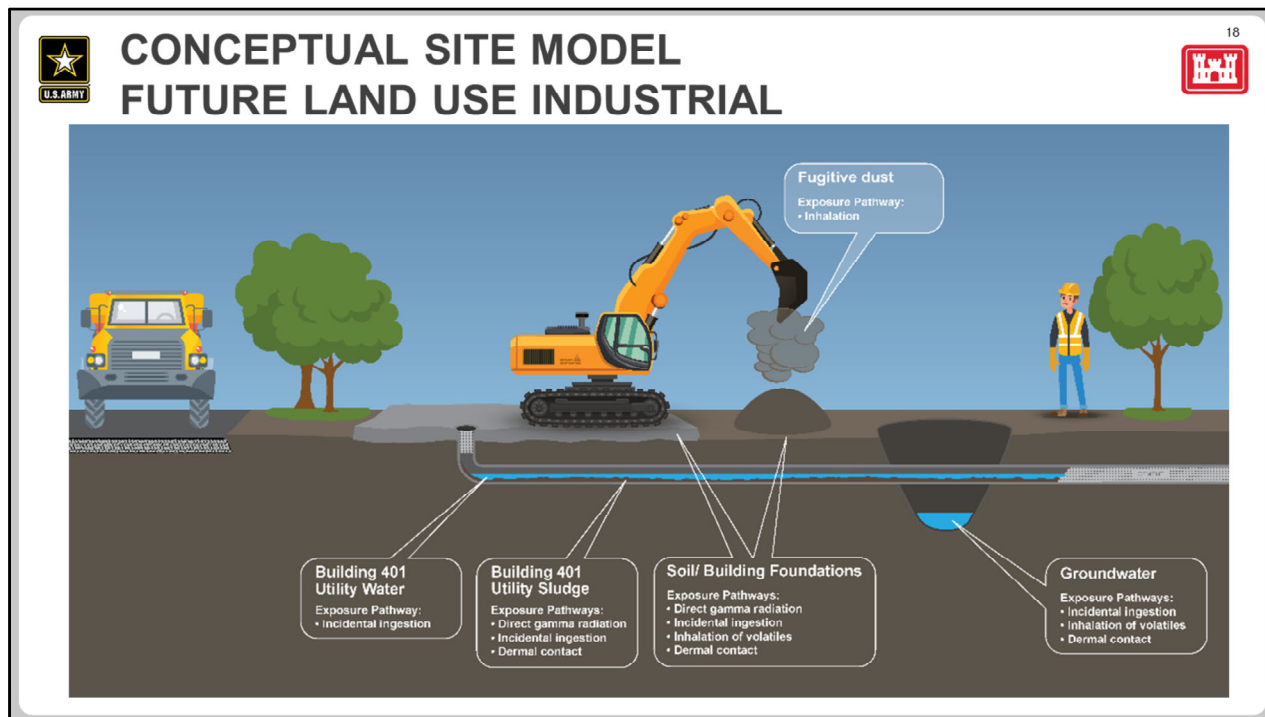 18
U.S.ARMY
CONCEPTUAL SITE MODEL
FUTURE LAND USE INDUSTRIAL
Fugitive dust
Exposure Pathway:
• Inhalation
Building 401
Utility Water
Exposure Pathway:
• Incidental ingestion
Building 401
Utility Sludge
Exposure Pathways:
• Direct gamma radiation
• Incidental ingestion
• Dermal contact
Soil/ Building Foundations
Exposure Pathways:
• Direct gamma radiation
• Incidental ingestion
• Inhalation of volatiles
• Dermal contact
Groundwater
Exposure Pathways:
• Incidental ingestion
• Inhalation of volatiles
• Dermal contact